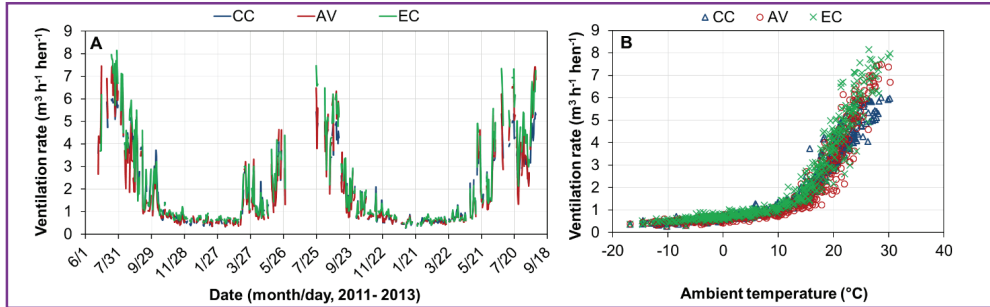 CC AV EC
A
Ventilation rate (m³ h⁻¹ hen⁻¹)
9
8
7
6
5
4
3
2
1
0
6/1 7/31 9/29 11/28 1/27 3/27 5/26 7/25 9/23 11/22 1/21 3/22 5/21 7/20 9/18
Date (month/day, 2011- 2013)
CC AV EC
B
Ventilation rate (m³ h⁻¹ hen⁻¹)
9
8
7
6
5
4
3
2
1
0
-20 -10 0 10 20 30 40
Ambient temperature (°C)